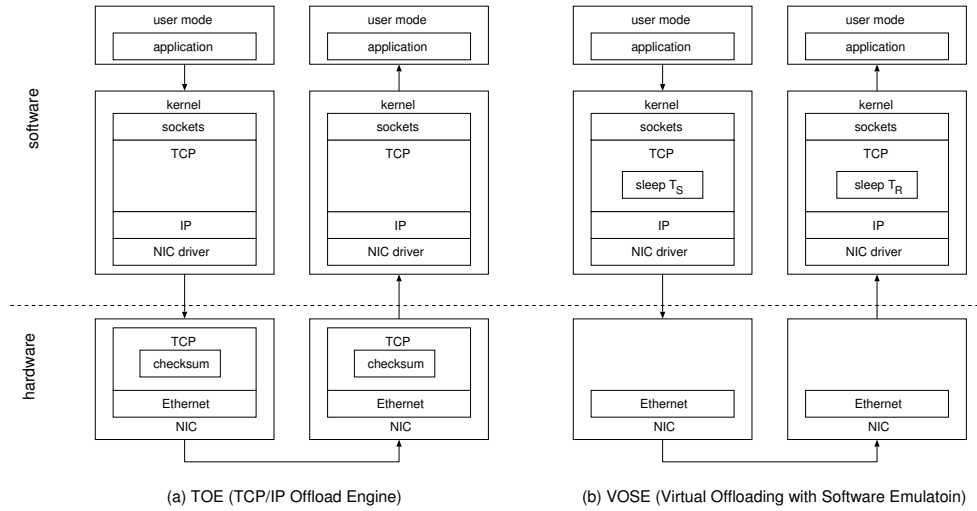 user mode
application
kernel
sockets
TCP
IP
NIC driver
TCP
checksum
Ethernet
NIC
user mode
application
kernel
sockets
TCP
IP
NIC driver
TCP
checksum
Ethernet
NIC
(a) TOE (TCP/IP Offload Engine)
user mode
application
kernel
sockets
TCP
sleep T_S
IP
NIC driver
Ethernet
NIC
user mode
application
kernel
sockets
TCP
sleep T_R
IP
NIC driver
Ethernet
NIC
(b) VOSE (Virtual Offloading with Software Emulatoin)
software
hardware